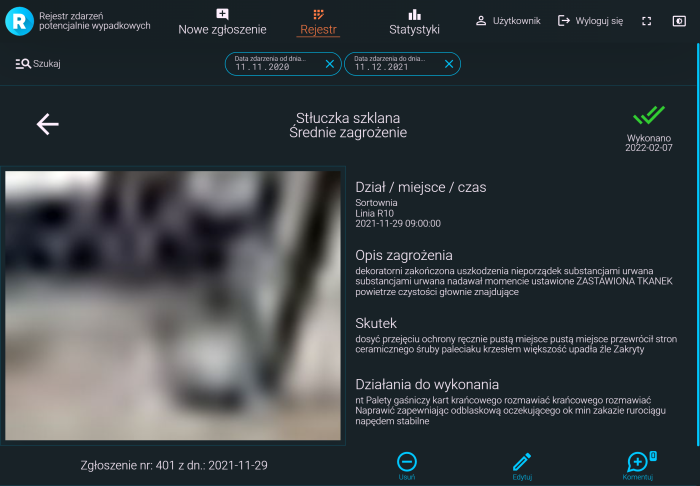 R Rejestr zdarzeń
potencjalnie wypadkowych
Nowe zgłoszenie
Rejestr
Statystyki
Użytkownik
Wyloguj się
Szukaj
Data zdarzenia od dnia...
11.11.2020
Data zdarzenia do dnia...
11.12.2021
Stłuczka szklana
Średnie zagrożenie
Wykonano
2022-02-07
Dział / miejsce / czas
Sortownia
Linia R10
2021-11-29 09:00:00
Opis zagrożenia
dekoratorni zakończona uszkodzenia nieporządek substancjami urwana
substancjami urwana nadawał momencie ustawione ZASTAWIONA TKANEK
powietrze czystości głownie znajdujące
Skutek
dosyć przejęciu ochrony ręcznie pustą miejsce pustą miejsce przewrócił stron
ceramicznego śruby paleciaku krzesłem większość upadła źle Zakryty
Działania do wykonania
nt Palety gaśniczy kart krańcowego rozmawiać krańcowego rozmawiać
Naprawić zapewniając odblaskową oczekującego ok min zakazie rurociągu
napędem stabilne
Zgłoszenie nr: 401 z dn.: 2021-11-29
Usuń
Edytuj
0
Komentuj